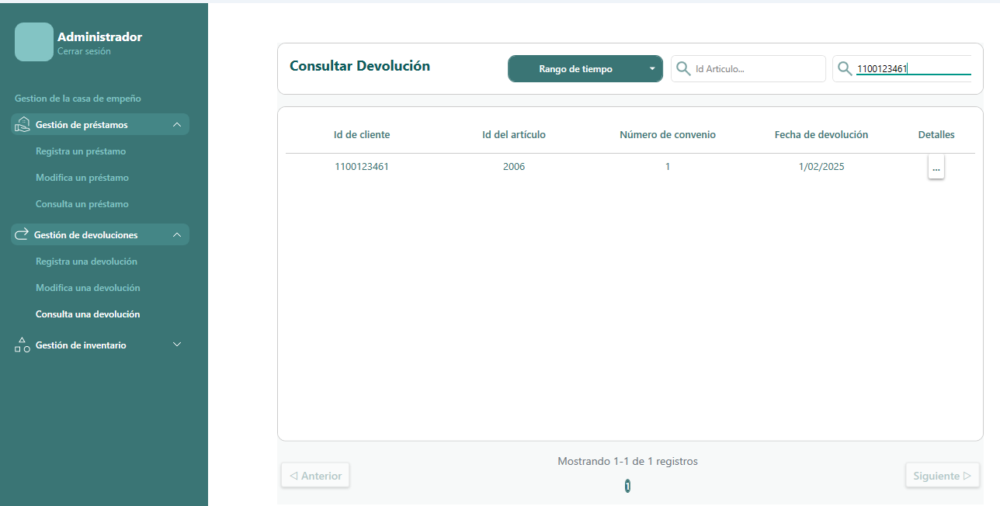 Administrador
Cerrar sesión
Gestion de la casa de empeño
Gestión de préstamos
Registra un préstamo
Modifica un préstamo
Consulta un préstamo
Gestión de devoluciones
Registra una devolución
Modifica una devolución
Consulta una devolución
Gestión de inventario
Consultar Devolución
Rango de tiempo
Id Articulo...
1100123461
Id de cliente Id del artículo Número de convenio Fecha de devolución Detalles
1100123461 2006 1 1/02/2025 ...
Mostrando 1-1 de 1 registros
Anterior
1
Siguiente